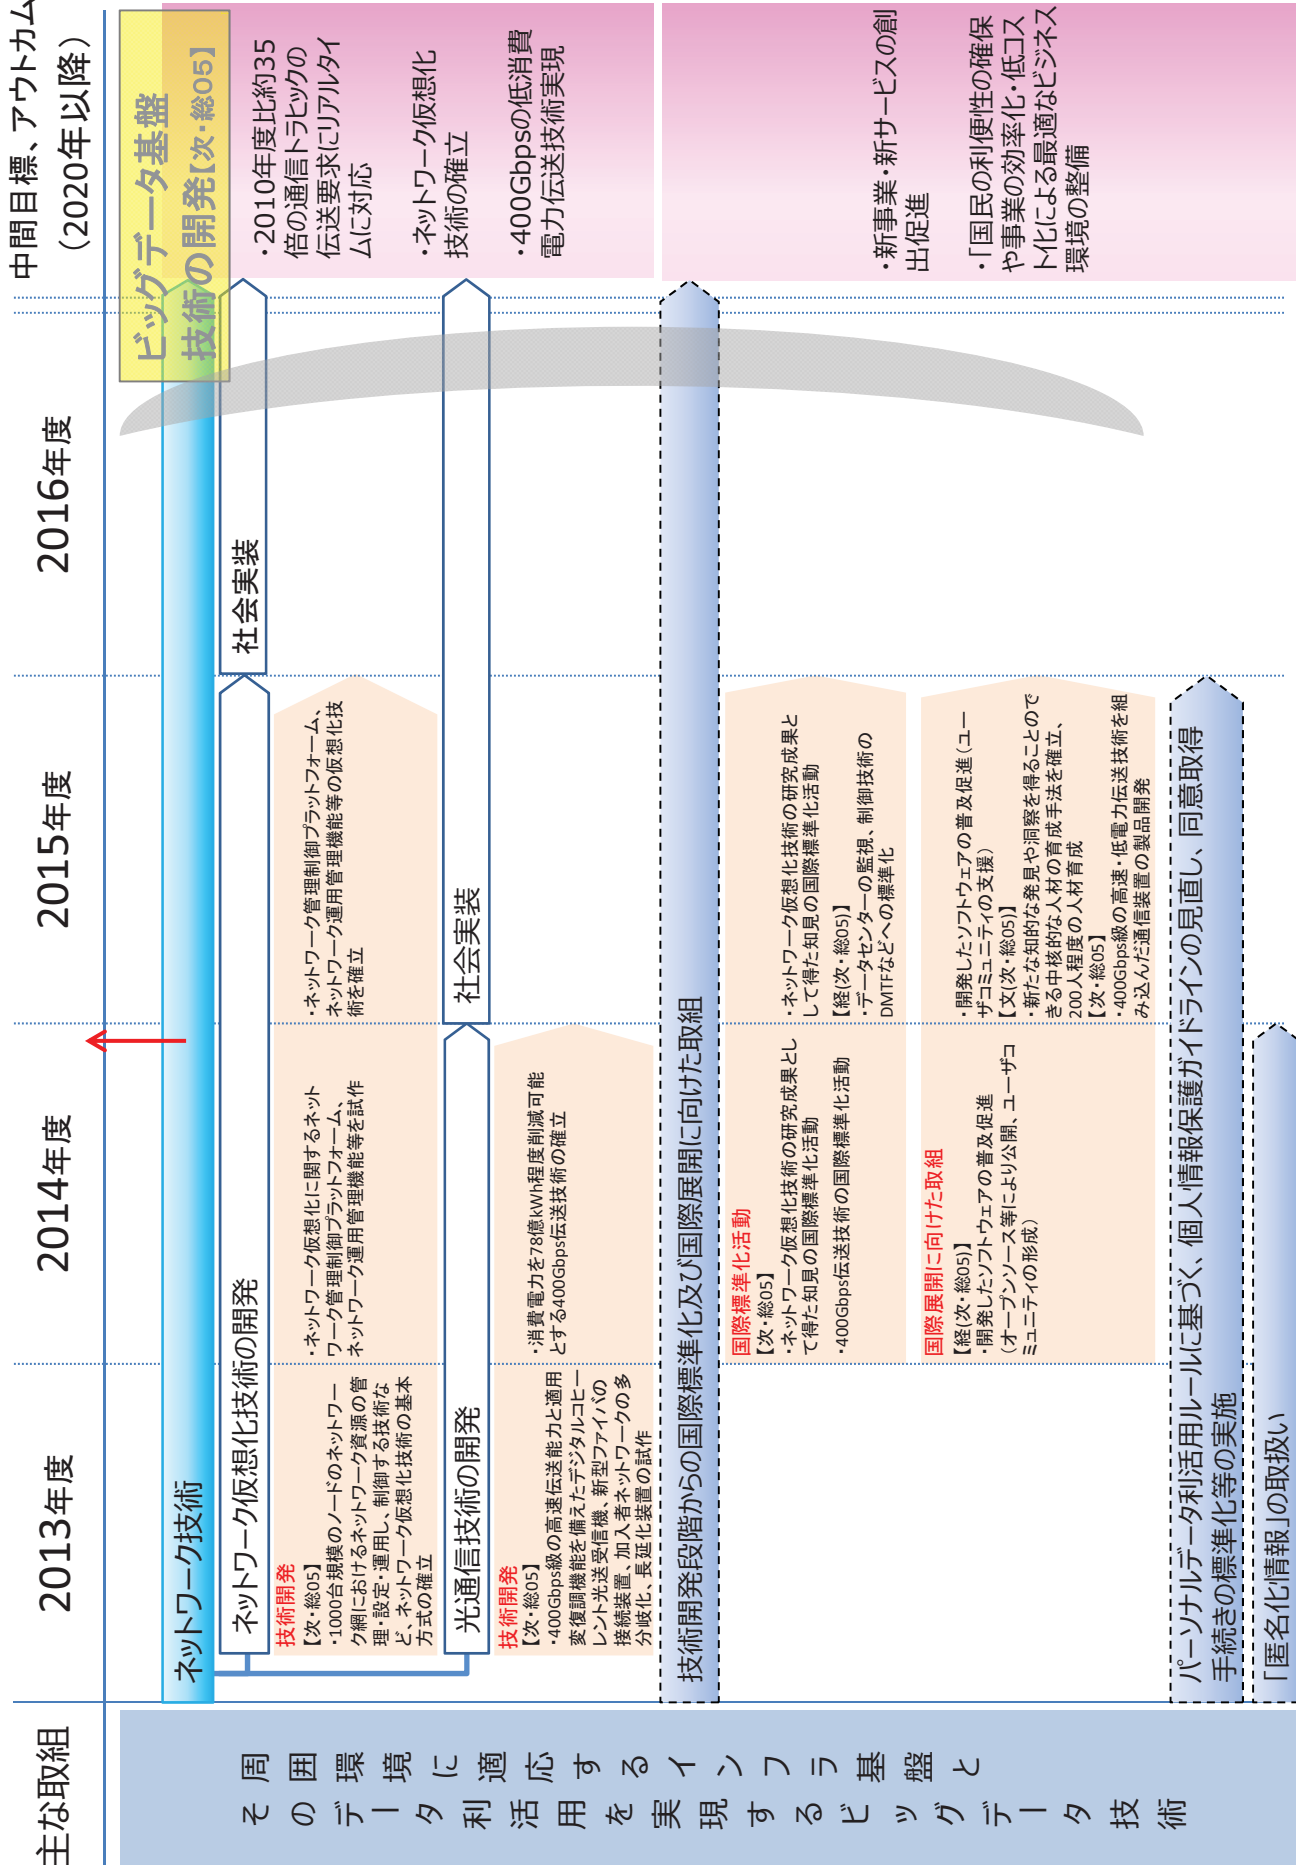 主な取組
2013年度
2014年度
2015年度
2016年度
中間目標、アウトカム
（2020年以降）
周囲環境に適応するインフラ基盤と
そのデータ利活用を実現するビッグデータ技術
ビッグデータ基盤
技術の開発【次・総05】
ネットワーク技術
ネットワーク仮想化技術の開発
社会実装
技術開発
【次・総05】
・1000台規模のノードのネットワー
ク網におけるネットワーク資源の管
理・設定・運用し、制御する技術な
ど、ネットワーク仮想化技術の基本
方式の確立
・ネットワーク仮想化に関するネット
ワーク管理制御プラットフォーム、
ネットワーク運用管理機能等を試作
・ネットワーク管理制御プラットフォーム、
ネットワーク運用管理機能等の仮想化技
術を確立
・2010年度比約35
倍の通信トラヒックの
伝送要求にリアルタイ
ムに対応
・ネットワーク仮想化
技術の確立
・400Gbpsの低消費
電力伝送技術実現
光通信技術の開発
社会実装
技術開発
【次・総05】
・400Gbps級の高速伝送能力と適用
変復調機能を備えたデジタルコヒー
レント光送受信機、新型ファイバの
接続装置、加入者ネットワークの多
分岐化、長延化装置の試作
・消費電力を78億kWh程度削減可能
とする400Gbps伝送技術の確立
技術開発段階からの国際標準化及び国際展開に向けた取組
国際標準化活動
【次・総05】
・ネットワーク仮想化技術の研究成果とし
て得た知見の国際標準化活動
・400Gbps伝送技術の国際標準化活動
・ネットワーク仮想化技術の研究成果と
して得た知見の国際標準化活動
【経(次・総05)】
・データセンターの監視、制御技術の
DMTFなどへの標準化
・新事業・新サービスの創
出促進
・「国民の利便性の確保
や事業の効率化・低コス
ト化による最適なビジネス
環境の整備
国際展開に向けた取組
【経(次・総05)】
・開発したソフトウェアの普及促進
（オープンソース等により公開、ユーザコ
ミュニティの形成）
・開発したソフトウェアの普及促進（ユー
ザコミュニティの支援）
【文(次・総05)】
・新たな知的な発見や洞察を得ることので
きる中核的な人材の育成手法を確立、
200人程度の人材育成
【次・総05】
・400Gbps級の高速・低電力伝送技術を組
み込んだ通信装置の製品開発
パーソナルデータ利活用ルールに基づく、個人情報保護ガイドラインの見直し、同意取得
手続きの標準化等の実施
「匿名化情報」の取扱い